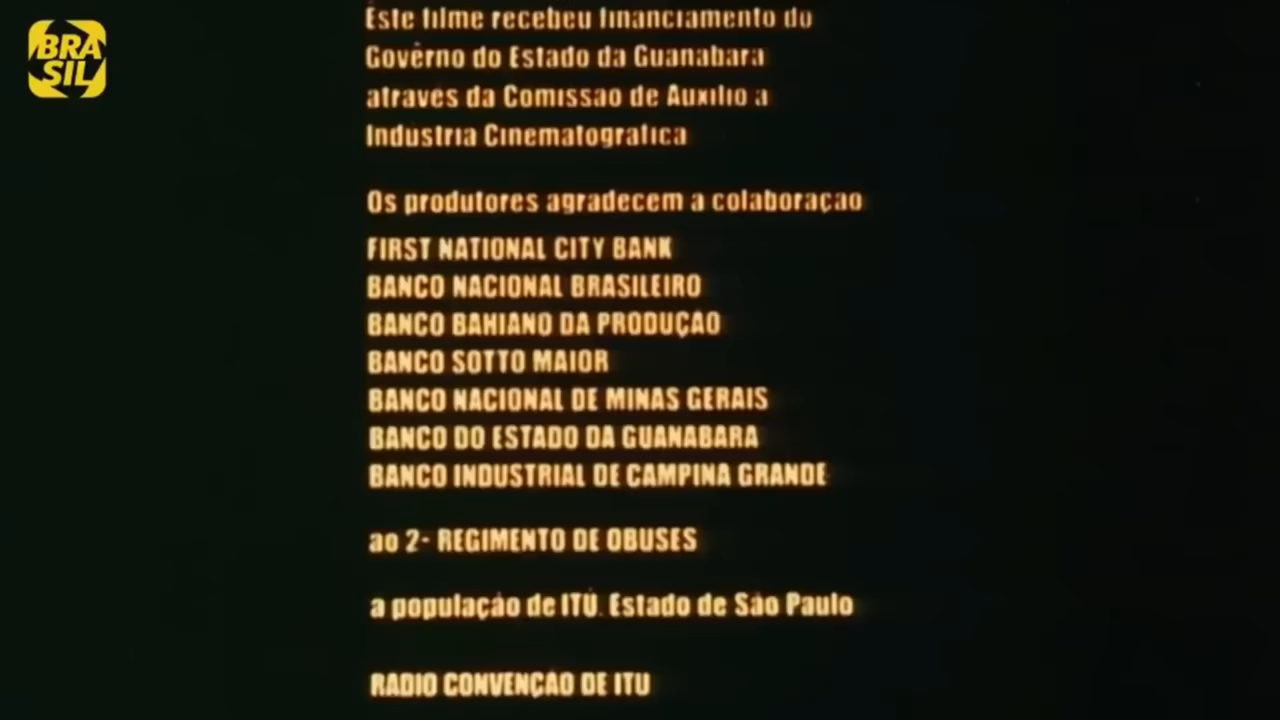 BRA
SIL
Este filme recebeu financiamento do
Govêrno do Estado da Guanabara
através da Comissão de Auxilio a
Industria Cinematografica
Os produtores agradecem a colaboração
FIRST NATIONAL CITY BANK
BANCO NACIONAL BRASILEIRO
BANCO BAHIANO DA PRODUÇÃO
BANCO SOTTO MAIOR
BANCO NACIONAL DE MINAS GERAIS
BANCO DO ESTADO DA GUANABARA
BANCO INDUSTRIAL DE CAMPINA GRANDE
ao 2- REGIMENTO DE OBUSES
a população de ITÚ. Estado de São Paulo
RADIO CONVENÇÃO DE ITU